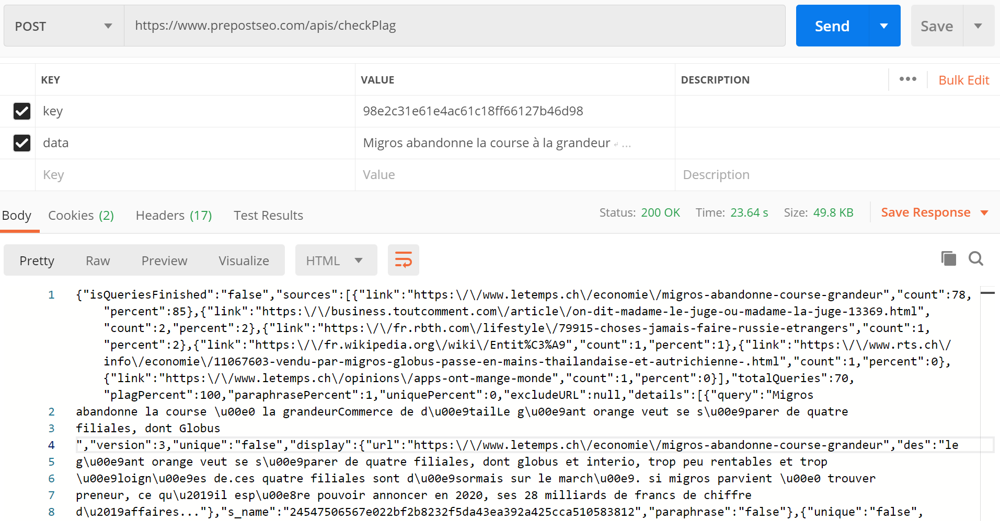 POST https://www.prepostseo.com/apis/checkPlag Send Save
KEY VALUE DESCRIPTION ••• Bulk Edit
key 98e2c31e61e4ac61c18ff66127b46d98
data Migros abandonne la course à la grandeur ↲ ...
Key Value Description
Body Cookies (2) Headers (17) Test Results Status: 200 OK Time: 23.64 s Size: 49.8 KB Save Response
Pretty Raw Preview Visualize HTML
1 {"isQueriesFinished":"false","sources":[{"link":"https:\/\/www.letemps.ch\/economie\/migros-abandonne-course-grandeur","count":78,
"percent":85},{"link":"https:\/\/business.toutcomment.com\/article\/on-dit-madame-le-juge-ou-madame-la-juge-13369.html",
"count":2,"percent":2},{"link":"https:\/\/fr.rbth.com\/lifestyle\/79915-choses-jamais-faire-russie-etrangers","count":1,
"percent":2},{"link":"https:\/\/fr.wikipedia.org\/wiki\/Entit%C3%A9","count":1,"percent":1},{"link":"https:\/\/www.rts.ch\/
info\/economie\/11067603-vendu-par-migros-globus-passe-en-mains-thailandaise-et-autrichienne-.html","count":1,"percent":0},
{"link":"https:\/\/www.letemps.ch\/opinions\/apps-ont-mange-monde","count":1,"percent":0}],"totalQueries":70,
"plagPercent":100,"paraphrasePercent":1,"uniquePercent":0,"excludeURL":null,"details":[{"query":"Migros
2 abandonne la course \u00e0 la grandeurCommerce de d\u00e9tailLe g\u00e9ant orange veut se s\u00e9parer de quatre
3 filiales, dont Globus
4 ","version":3,"unique":"false","display":{"url":"https:\/\/www.letemps.ch\/economie\/migros-abandonne-course-grandeur","des":"le
5 g\u00e9ant orange veut se s\u00e9parer de quatre filiales, dont globus et interio, trop peu rentables et trop
6 \u00e9loign\u00e9es de.ces quatre filiales sont d\u00e9sormais sur le march\u00e9. si migros parvient \u00e0 trouver
7 preneur, ce qu\u2019il esp\u00e8re pouvoir annoncer en 2020, ses 28 milliards de francs de chiffre
8 d\u2019affaires..."},"s_name":"24547506567e022bf2b8232f5da43ea392a425cca510583812","paraphrase":"false"},{"unique":"false",